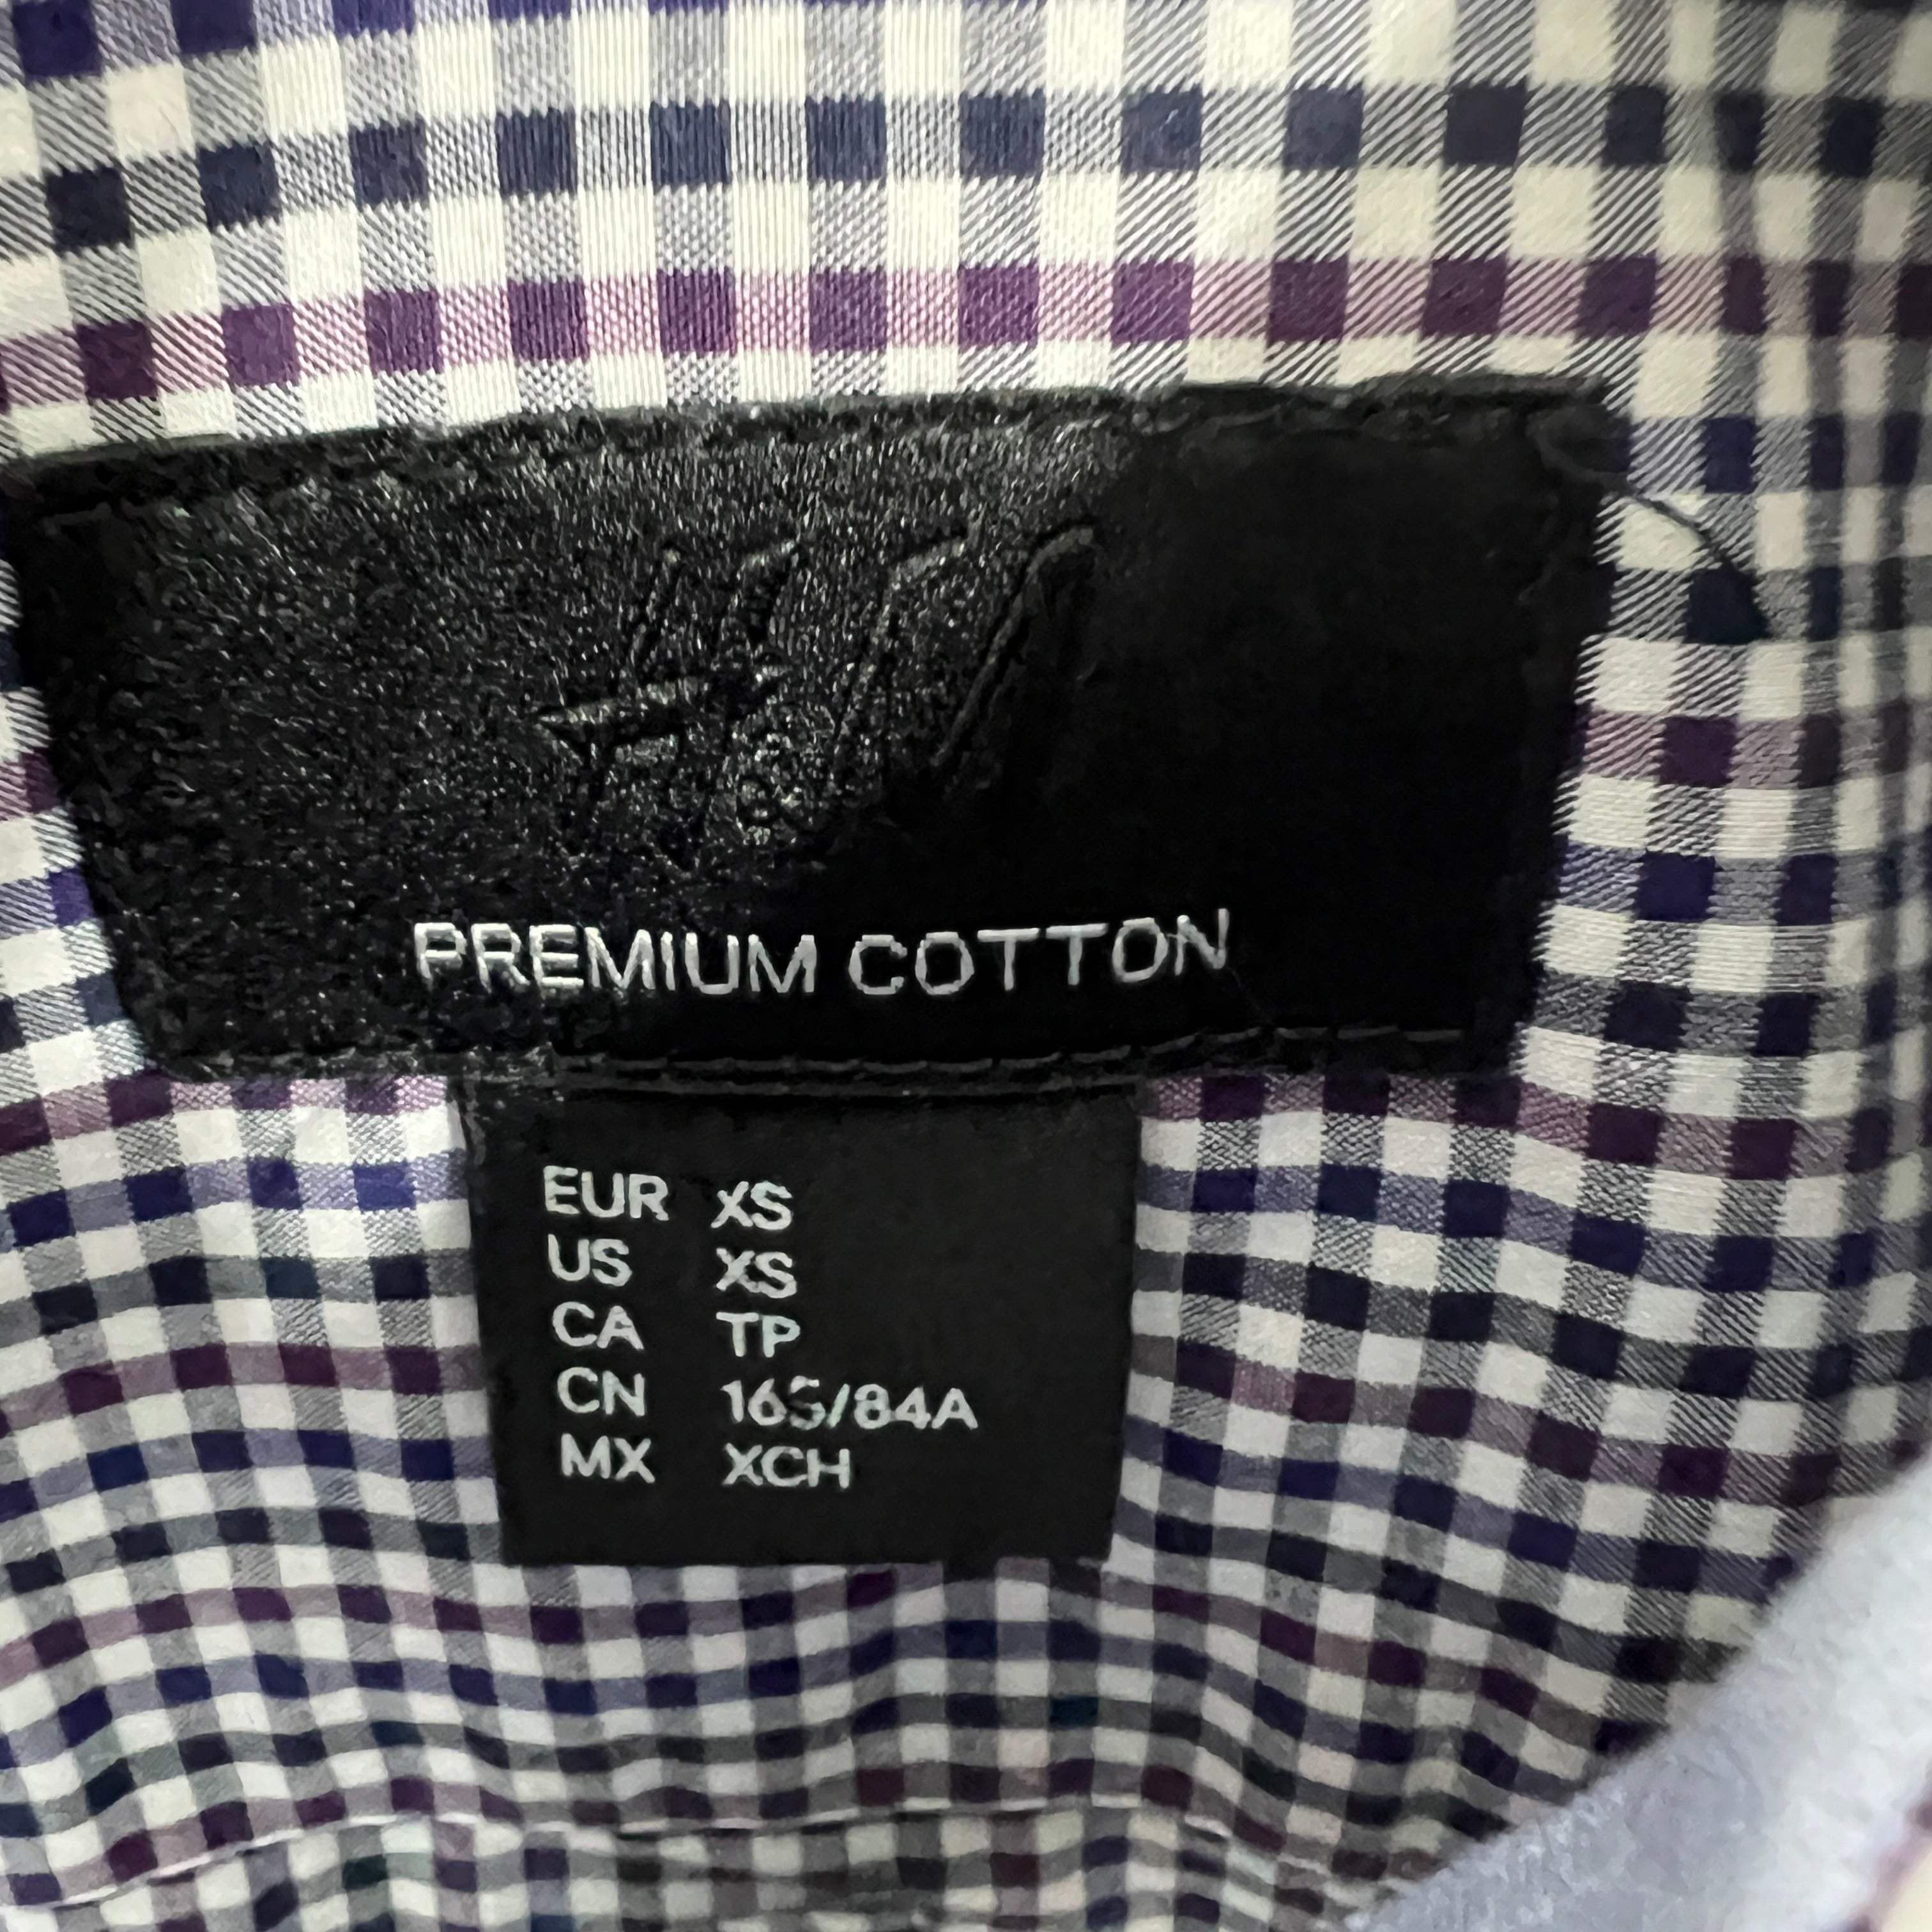 H&M
PREMIUM COTTON
EUR XS
US XS
CA TP
CN 165/84A
MX XCH